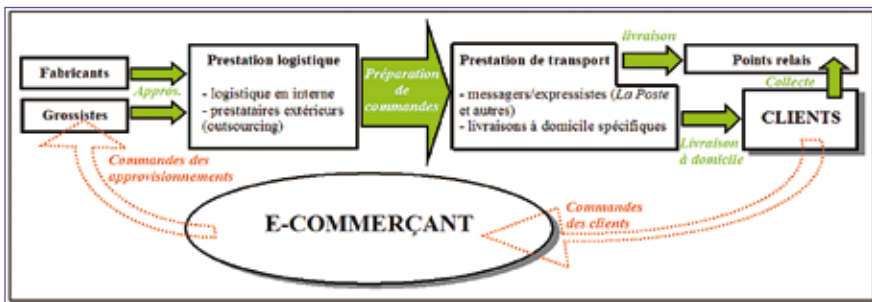 Fabricants
Grossistes
Appros.
Prestation logistique
- logistique en interne
- prestataires extérieurs
(outsourcing)
Préparation
de
commandes
Prestation de transport
- messagers/expressistes (La Poste
et autres)
- livraisons à domicile spécifiques
livraison
Points relais
Collecte
CLIENTS
Livraison
à domicile
Commandes des
approvisionnements
E-COMMERÇANT
Commandes
des clients